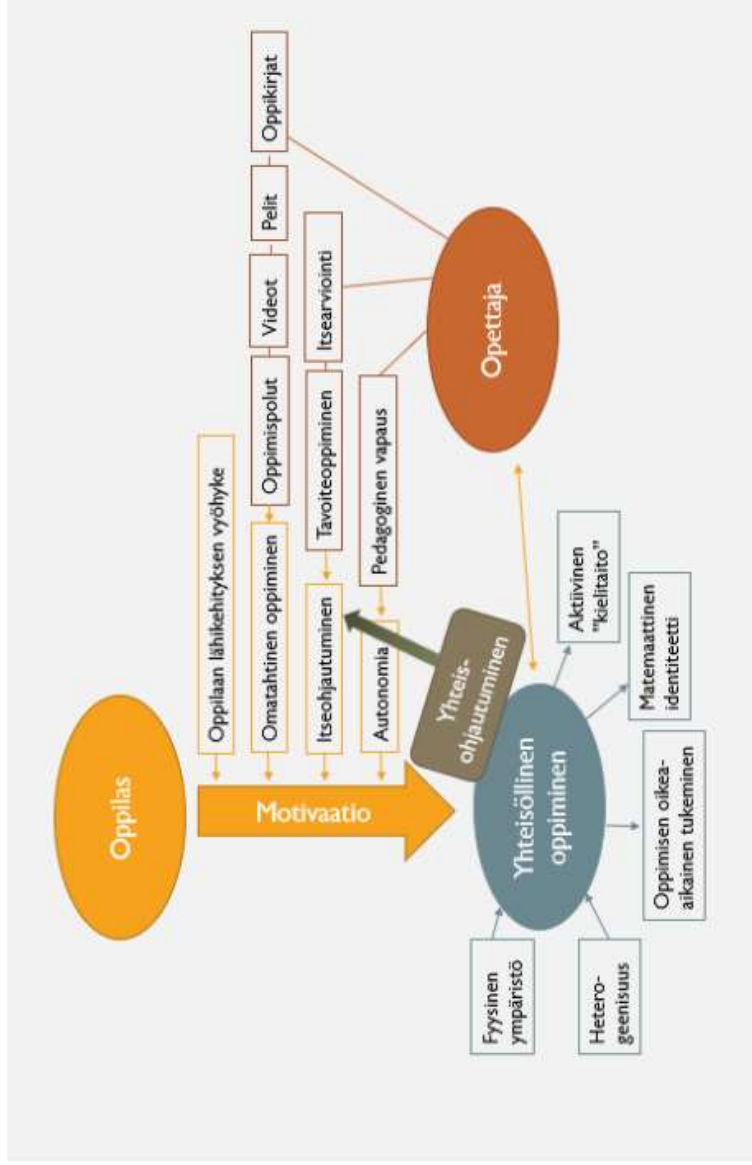 Oppilas
Motivaatio
Oppilaan lähikehityksen vyöhyke
Omatahtinen oppiminen
Oppimispolut
Videot
Pelit
Oppikirjat
Itseohjautuminen
Tavoiteoppiminen
Itsearviointi
Autonomia
Pedagoginen vapaus
Yhteis-
ohjautuminen
Opettaja
Yhteisöllinen
oppiminen
Fyysinen
ympäristö
Hetero-
geenisuus
Oppimisen oikea-
aikainen tukeminen
Matemaattinen
identiteetti
Aktiivinen
”"kielitaito”